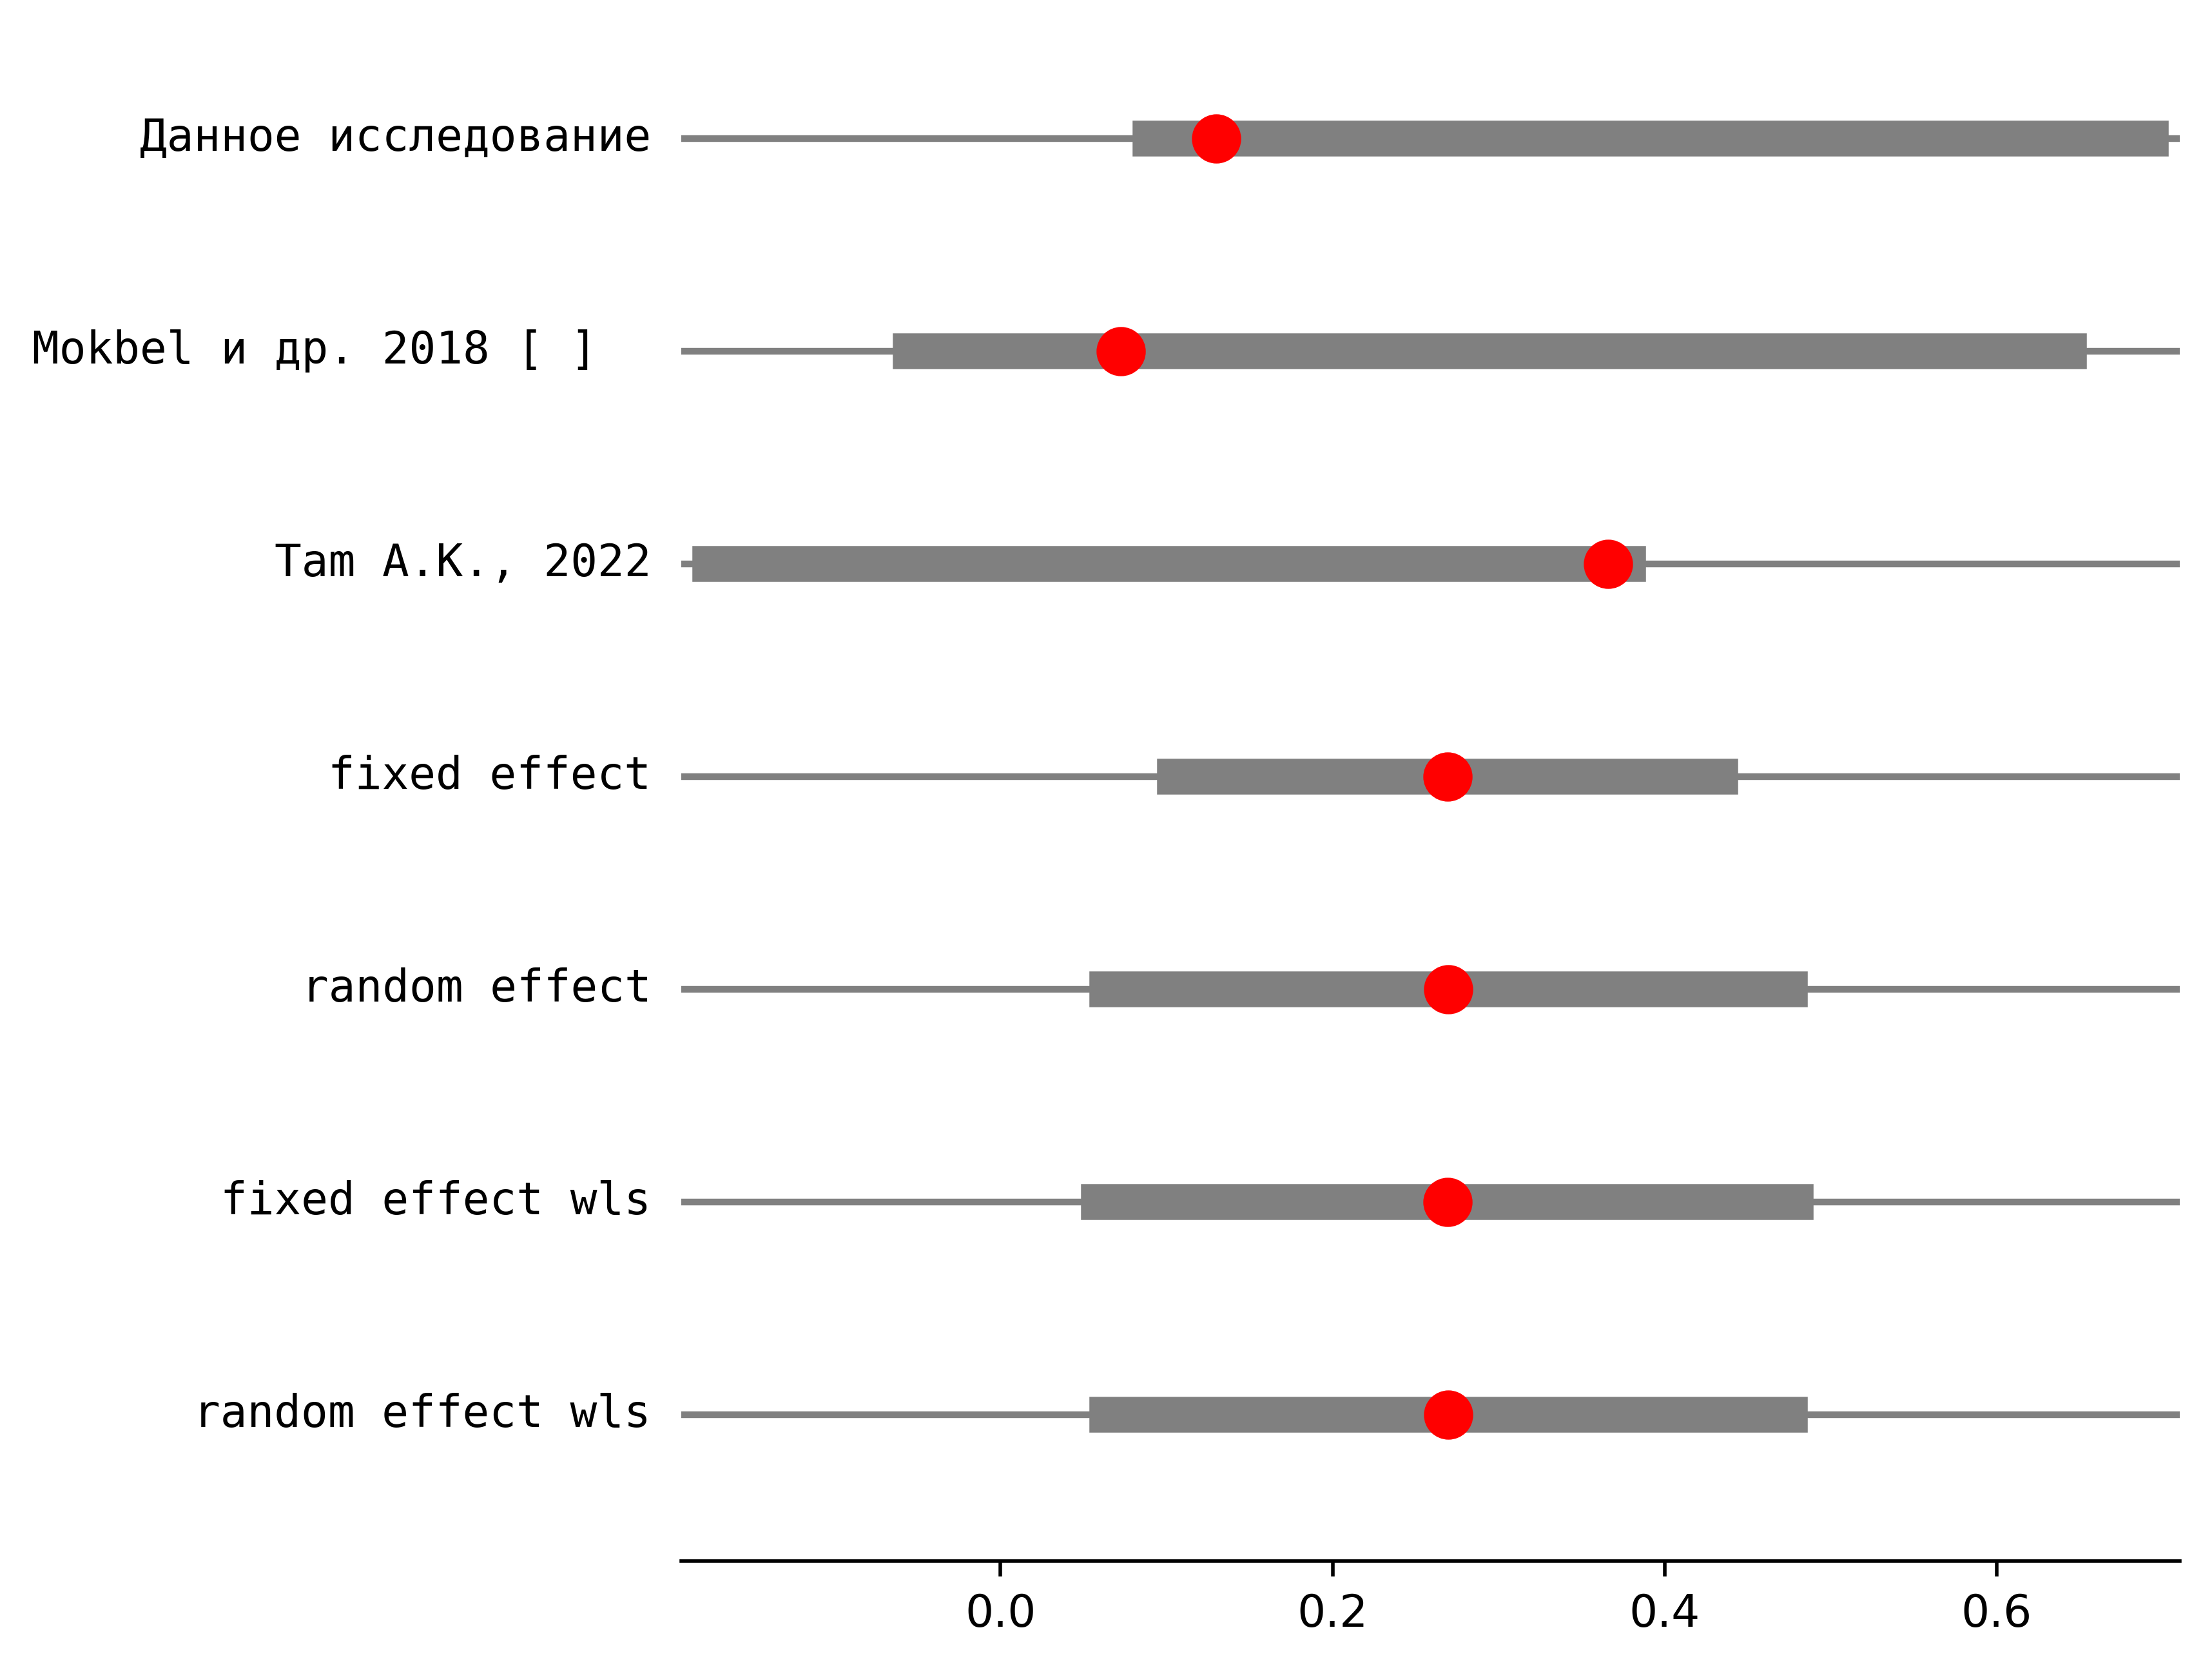 Данное исследование
Mokbel и др. 2018 [ ]
Tam A.K., 2022
fixed effect
random effect
fixed effect wls
random effect wls
0.0 0.2 0.4 0.6